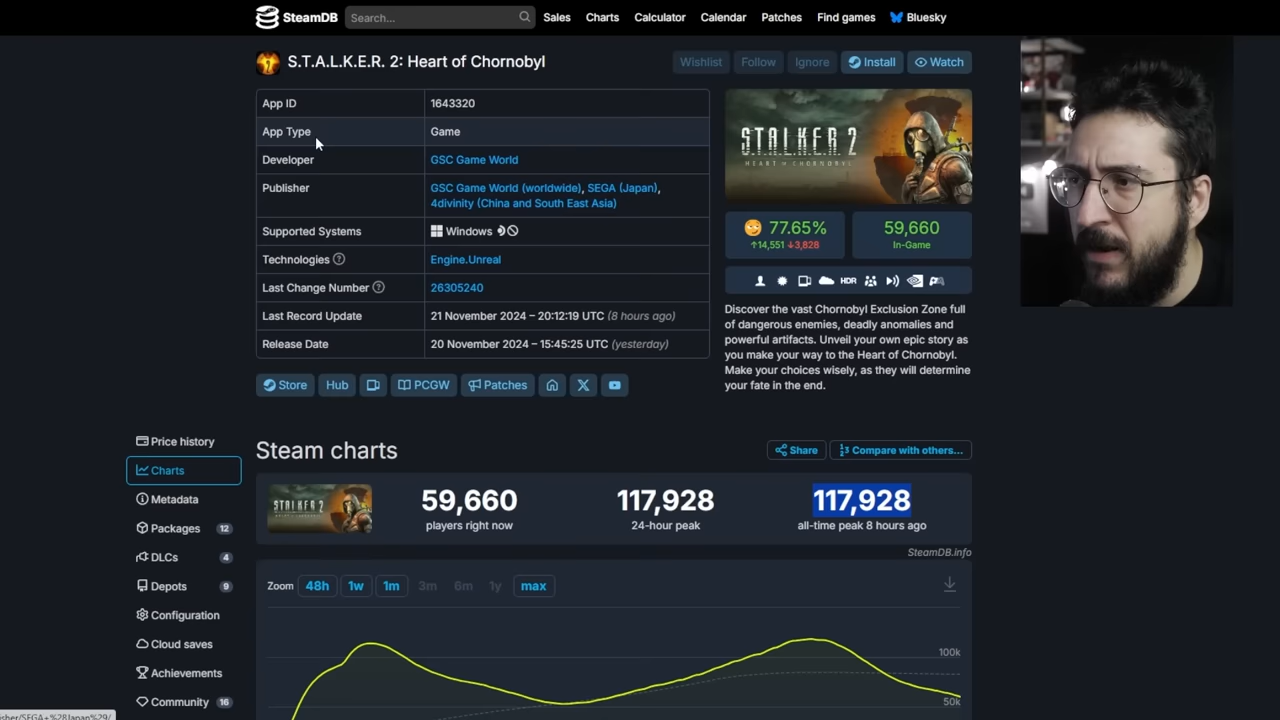 SteamDB
Search...
Sales
Charts
Calculator
Calendar
Patches
Find games
Bluesky
S.T.A.L.K.E.R. 2: Heart of Chornobyl
Wishlist
Follow
Ignore
Install
Watch
App ID 1643320
App Type Game
Developer GSC Game World
Publisher GSC Game World (worldwide), SEGA (Japan),
4divinity (China and South East Asia)
Supported Systems Windows
Technologies Engine.Unreal
Last Change Number 26305240
Last Record Update 21 November 2024 – 20:12:19 UTC (8 hours ago)
Release Date 20 November 2024 – 15:45:25 UTC (yesterday)
S.T.A.L.K.E.R. 2
HEART OF CHORNOBYL
77.65%
↑14,551 ↓3,828
59,660
In-Game
HDR
Discover the vast Chornobyl Exclusion Zone full
of dangerous enemies, deadly anomalies and
powerful artifacts. Unveil your own epic story as
you make your way to the Heart of Chornobyl.
Make your choices wisely, as they will determine
your fate in the end.
Store
Hub
PCGW
Patches
Price history
Charts
Metadata
Packages 12
DLCs 4
Depots 9
Configuration
Cloud saves
Achievements
Community 16
Steam charts
Share
Compare with others...
S.T.A.L.K.E.R. 2
59,660
players right now
117,928
24-hour peak
117,928
all-time peak 8 hours ago
SteamDB.info
Zoom 48h 1w 1m 3m 6m 1y max
100k
50k
isher/SEGA+%28Japan%29/